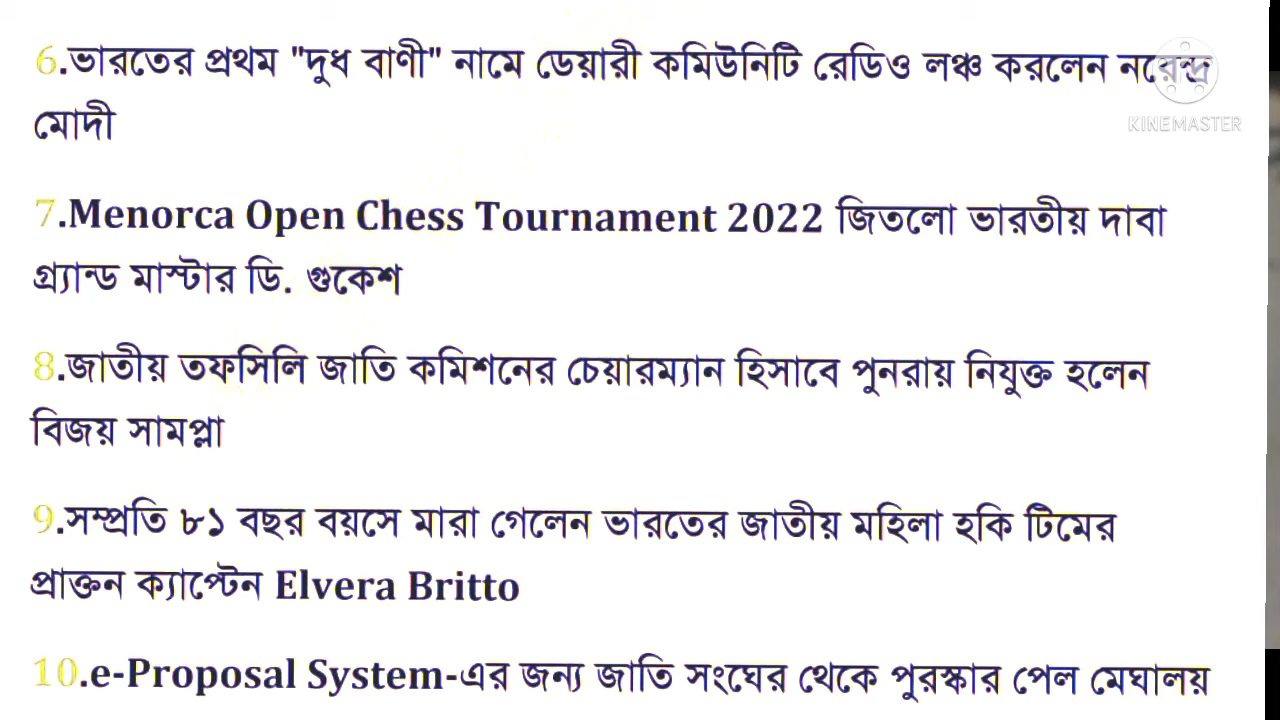 6.ভারতের প্রথম "দুধ বাণী" নামে ডেয়ারী কমিউনিটি রেডিও লঞ্চ করলেন নরেন্দ্র
মোদী
KINEMASTER
7.Menorca Open Chess Tournament 2022 জিতলো ভারতীয় দাবা
গ্র্যান্ড মাস্টার ডি. গুকেশ
8.জাতীয় তফসিলি জাতি কমিশনের চেয়ারম্যান হিসাবে পুনরায় নিযুক্ত হলেন
বিজয় সামপ্লা
9.সম্প্রতি ৮১ বছর বয়সে মারা গেলেন ভারতের জাতীয় মহিলা হকি টিমের
প্রাক্তন ক্যাপ্টেন Elvera Britto
10.e-Proposal System-এর জন্য জাতি সংঘের থেকে পুরস্কার পেল মেঘালয়